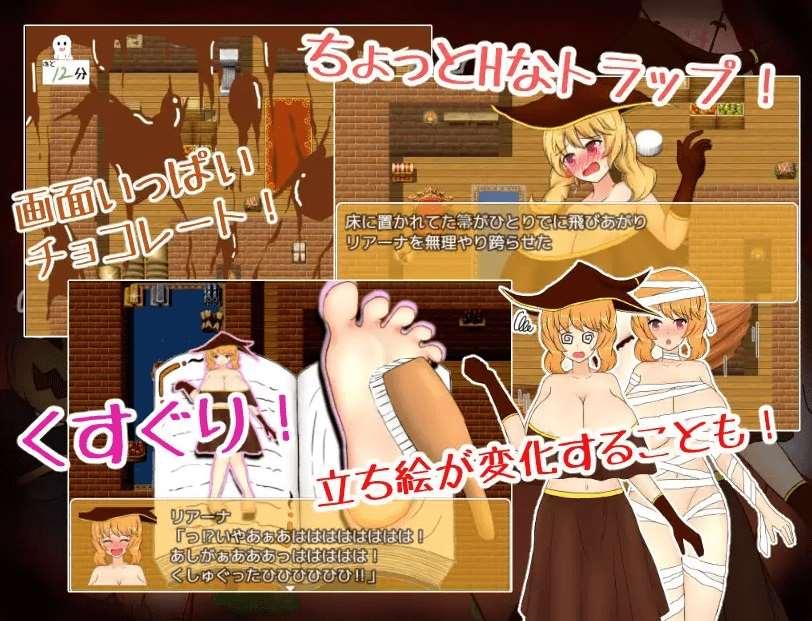 あと
12分
ちょっとHなトラップ！
画面いっぱい
チョコレート！
床に置かれてた箒がひとりでに飛びあがり
リアーナを無理やり跨らせた
くすぐり！
立ち絵が変化することも！
リアーナ
「っ!?いやあぁあはははははははは！
あしがぁあああっははははは！
くしゅぐったひひひひひひ!!」